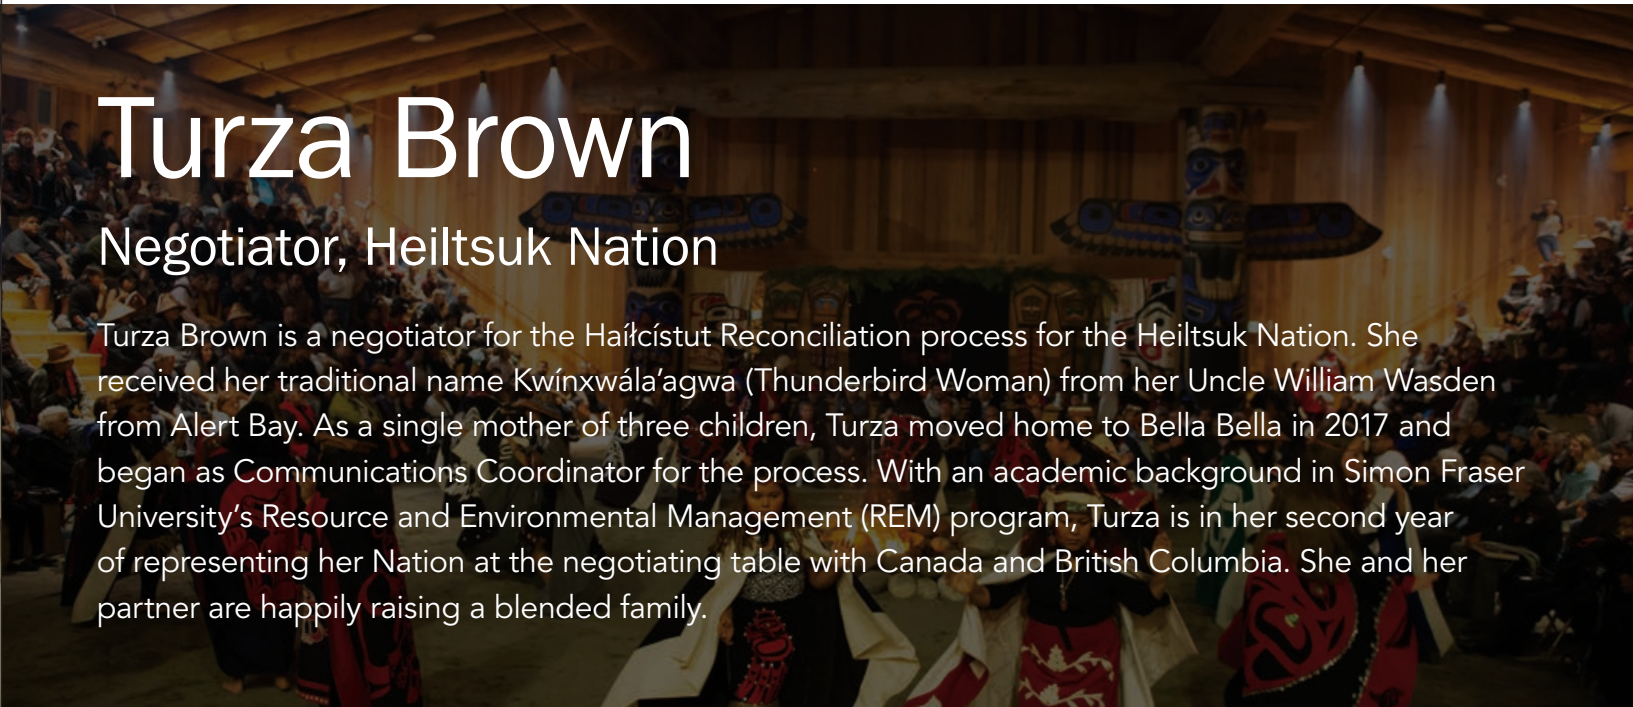 Turza Brown
Negotiator, Heiltsuk Nation
Turza Brown is a negotiator for the Haíɫcístut Reconciliation process for the Heiltsuk Nation. She
received her traditional name Kwínxwála’agwa (Thunderbird Woman) from her Uncle William Wasden
from Alert Bay. As a single mother of three children, Turza moved home to Bella Bella in 2017 and
began as Communications Coordinator for the process. With an academic background in Simon Fraser
University’s Resource and Environmental Management (REM) program, Turza is in her second year
of representing her Nation at the negotiating table with Canada and British Columbia. She and her
partner are happily raising a blended family.